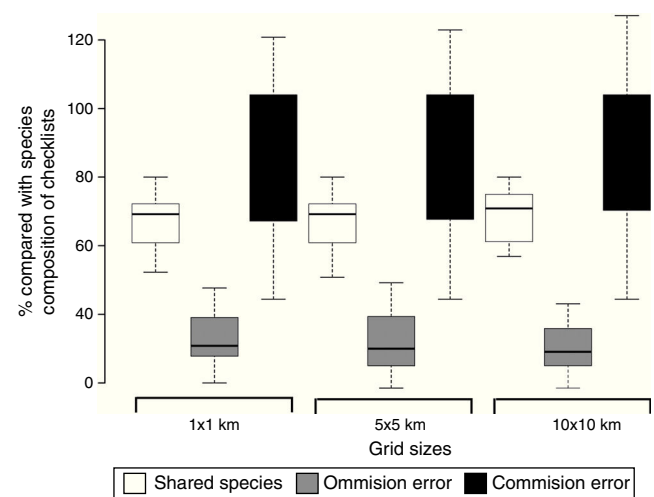 % compared with species
composition of checklists
120
100
80
60
40
0
1x1 km
5x5 km
10x10 km
Grid sizes
Shared species
Ommision error
Commision error